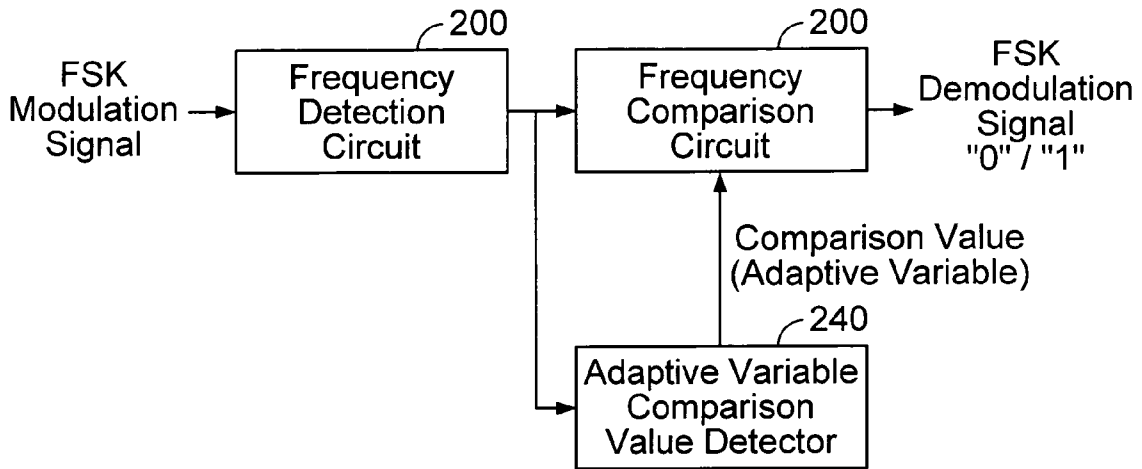 FSK
Modulation
Signal
200
Frequency
Detection
Circuit
200
Frequency
Comparison
Circuit
FSK
Demodulation
Signal
"0" / "1"
Comparison Value
(Adaptive Variable)
240
Adaptive Variable
Comparison
Value Detector